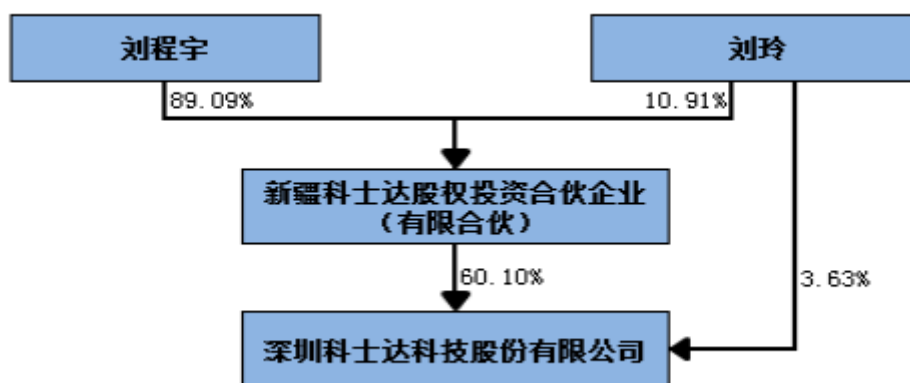 刘程宇
刘玲
89.09%
10.91%
新疆科士达股权投资合伙企业
（有限合伙）
60.10%
3.63%
深圳科士达科技股份有限公司